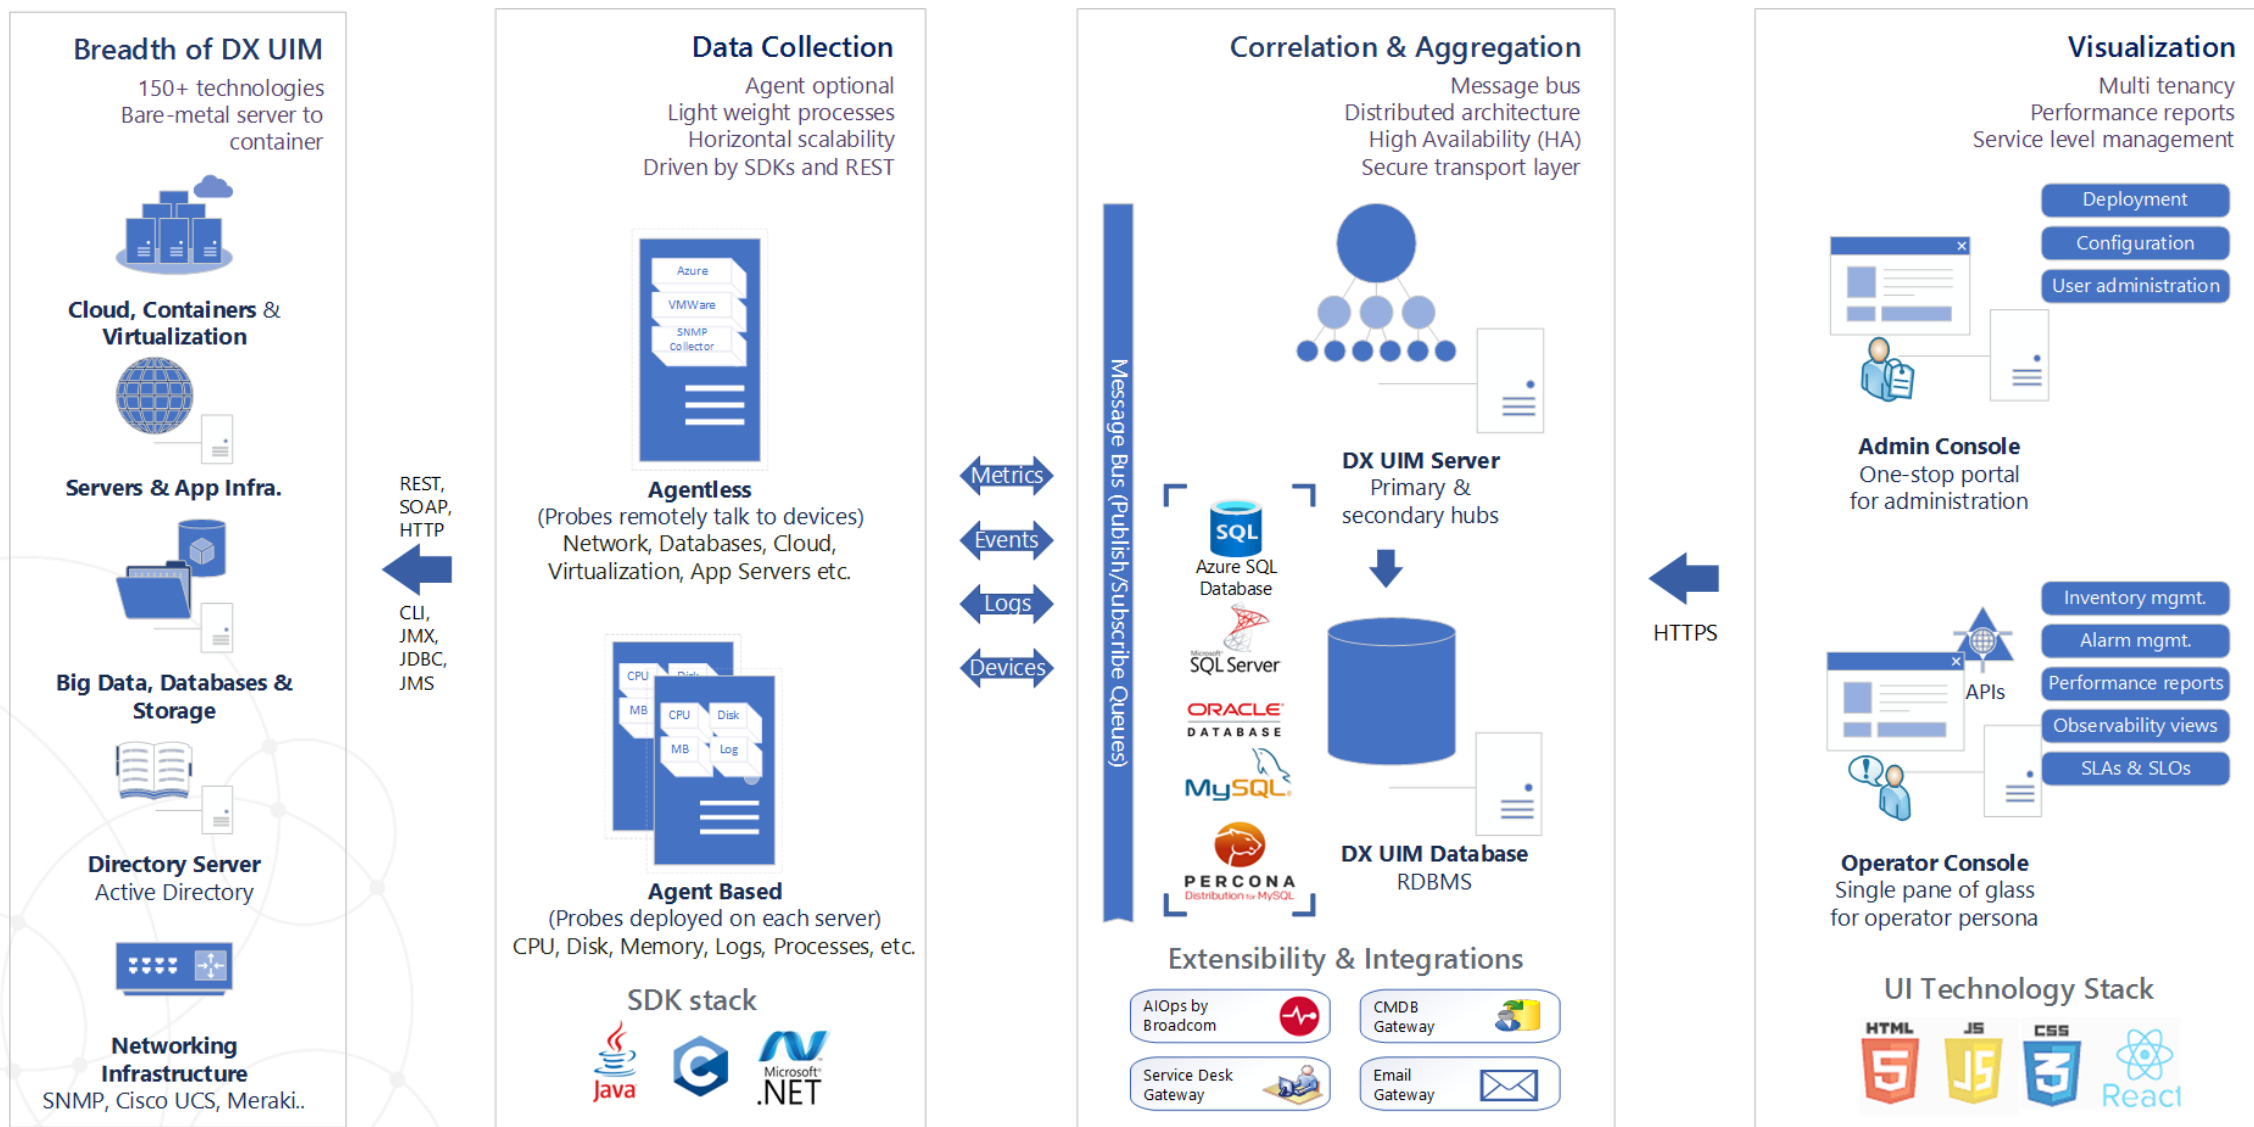 Breadth of DX UIM
150+ technologies
Bare-metal server to
container
Cloud, Containers &
Virtualization
Servers & App Infra.
Big Data, Databases &
Storage
Directory Server
Active Directory
Networking
Infrastructure
SNMP, Cisco UCS, Meraki..
REST,
SOAP,
HTTP
CLI,
JMX,
JDBC,
JMS
Data Collection
Agent optional
Light weight processes
Horizontal scalability
Driven by SDKs and REST
Azure
VMWare
SNMP
Collector
Agentless
(Probes remotely talk to devices)
Network, Databases, Cloud,
Virtualization, App Servers etc.
CPU
Disk
MB
CPU
Disk
MB
Log
Agent Based
(Probes deployed on each server)
CPU, Disk, Memory, Logs, Processes, etc.
SDK stack
Java
C
Microsoft
.NET
Metrics
Events
Logs
Devices
Correlation & Aggregation
Message bus
Distributed architecture
High Availability (HA)
Secure transport layer
Message Bus (Publish/Subscribe Queues)
DX UIM Server
Primary &
secondary hubs
SQL
Azure SQL
Database
Microsoft
SQL Server
ORACLE
DATABASE
MySQL
PERCONA
Distribution for MySQL
DX UIM Database
RDBMS
Extensibility & Integrations
AIOps by
Broadcom
CMDB
Gateway
Service Desk
Gateway
Email
Gateway
HTTPS
Visualization
Multi tenancy
Performance reports
Service level management
Deployment
Configuration
User administration
Admin Console
One-stop portal
for administration
Inventory mgmt.
Alarm mgmt.
Performance reports
Observability views
SLAs & SLOs
APIs
Operator Console
Single pane of glass
for operator persona
UI Technology Stack
HTML
5
JS
JS
CSS
3
React